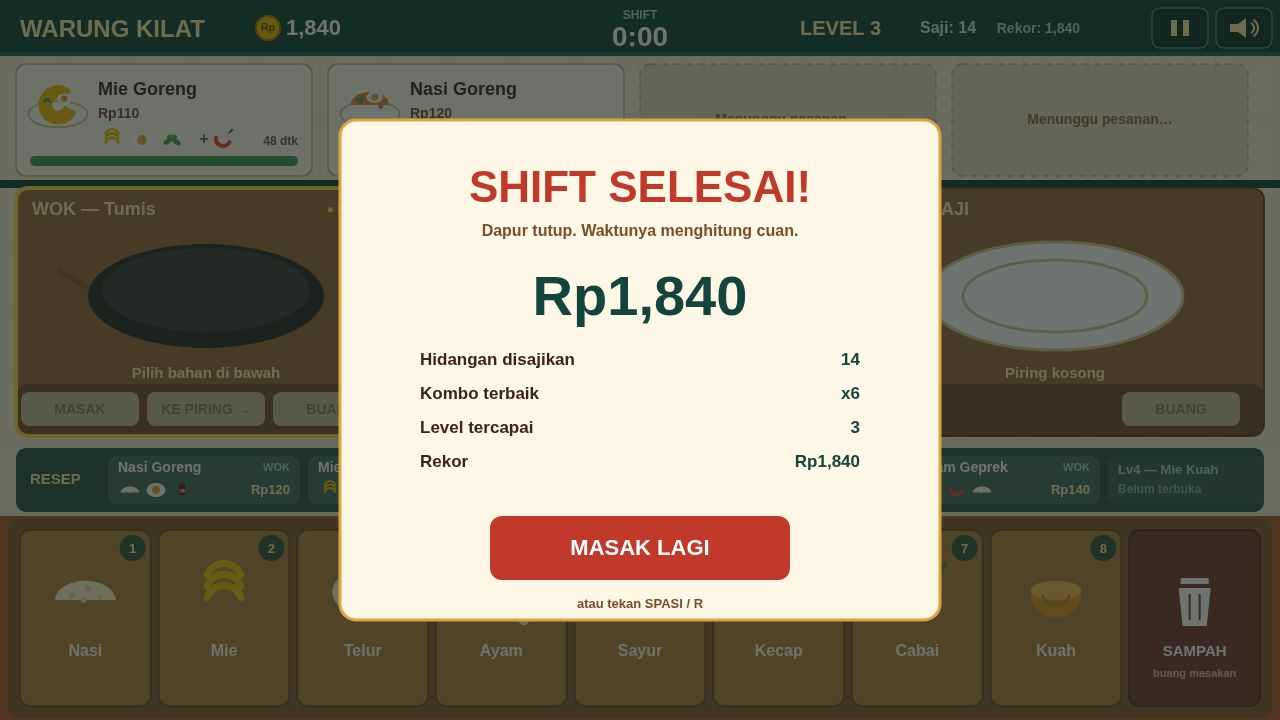 WARUNG KILAT
Rp 1,840
SHIFT
0:00
LEVEL 3
Saji: 14
Rekor: 1,840
Mie Goreng
Rp110
+
48 dtk
Nasi Goreng
Rp120
Menunggu pesanan
Menunggu pesanan…
WOK — Tumis
AJI
SHIFT SELESAI!
Dapur tutup. Waktunya menghitung cuan.
Rp1,840
Hidangan disajikan 14
Kombo terbaik x6
Level tercapai 3
Rekor Rp1,840
MASAK LAGI
atau tekan SPASI / R
Pilih bahan di bawah
Piring kosong
MASAK
KE PIRING →
BUANG
RESEP
Nasi Goreng
WOK
Rp120
Mie
am Geprek
WOK
Rp140
Lv4 — Mie Kuah
Belum terbuka
1
2
7
8
Nasi
Mie
Telur
Ayam
Sayur
Kecap
Cabai
Kuah
SAMPAH
buang masakan